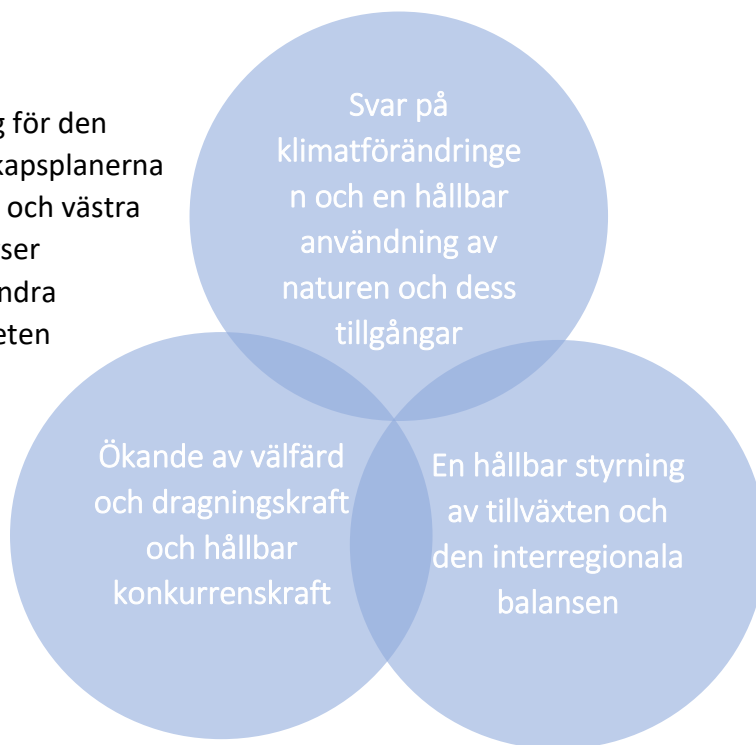 g för den
kapsplanerna
och västra
ser
ndra
eten
Svar på
klimatförändringe
n och en hållbar
användning av
naturen och dess
tillgångar
Ökande av välfärd
och dragningskraft
och hållbar
konkurrenskraft
En hållbar styrning
av tillväxten och
den interregionala
balansen